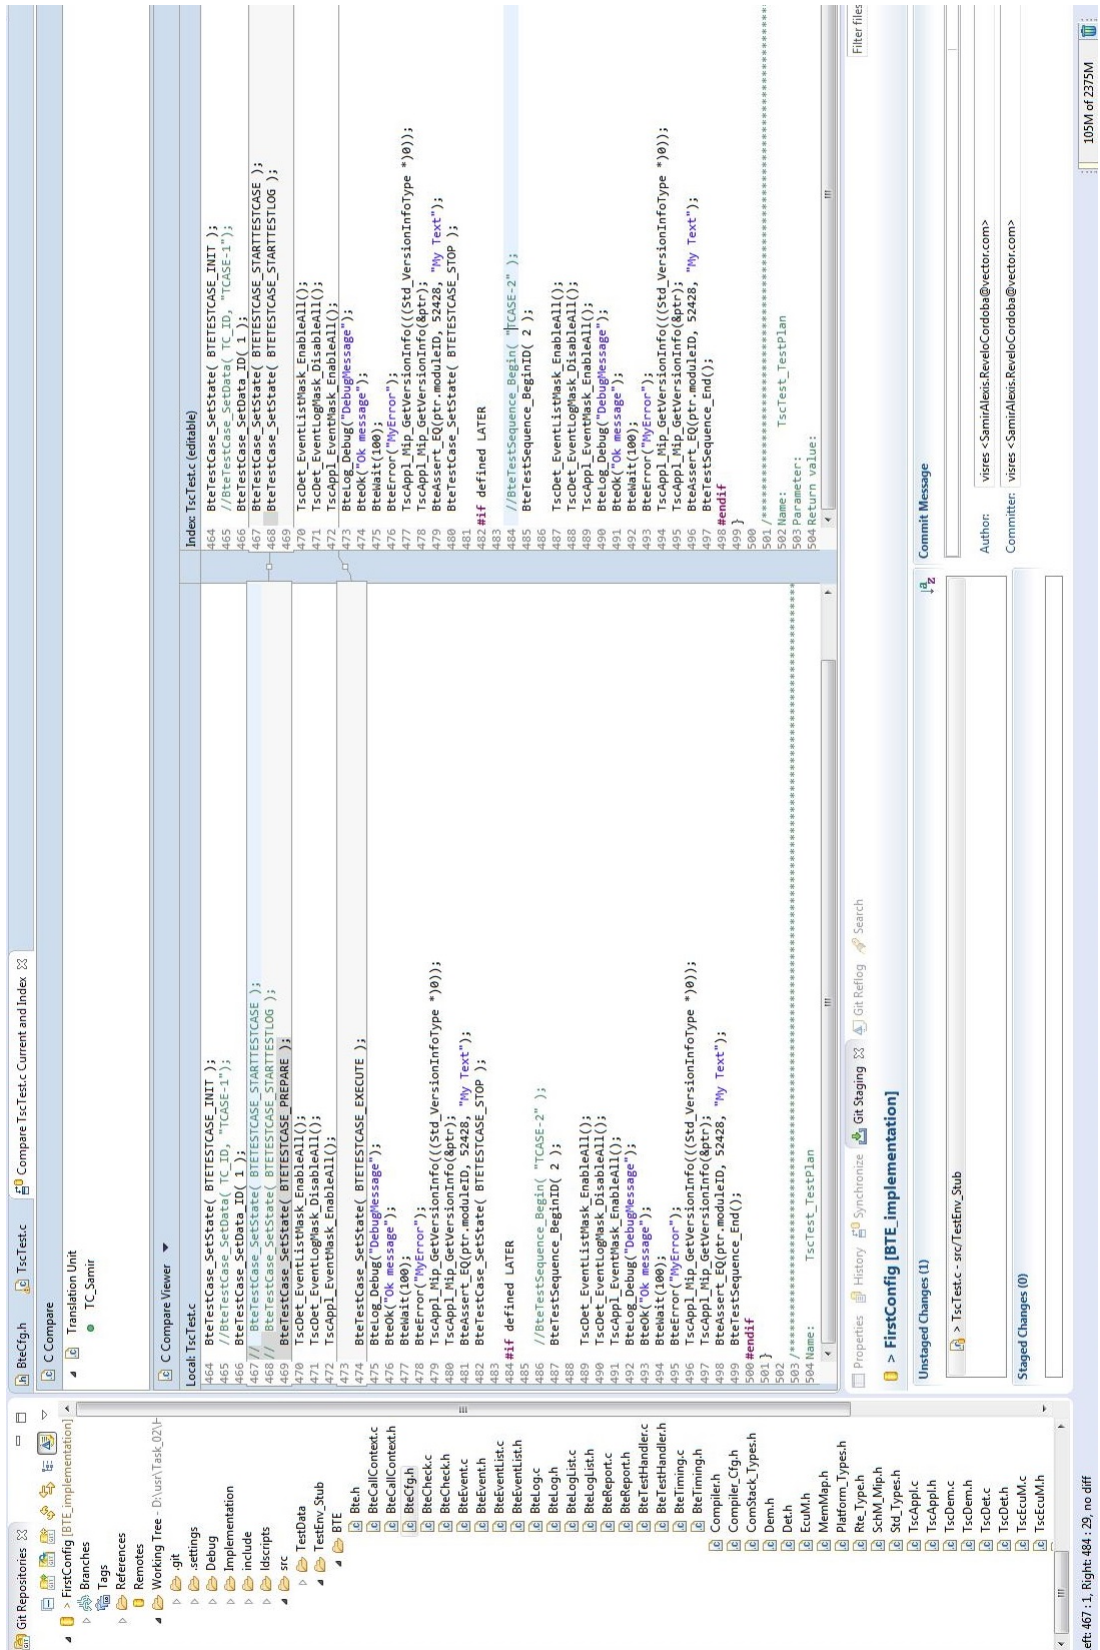 Git Repositories
> FirstConfig [BTE_implementation]
Branches
Tags
References
Remotes
Working Tree - D:\usr\Task_02\H
.git
.settings
Debug
Implementation
include
ldscripts
src
TestData
TestEnv_Stub
BTE
Bte.h
BteCallContext.c
BteCallContext.h
BteCfg.h
BteCheck.c
BteCheck.h
BteEvent.c
BteEvent.h
BteEventList.c
BteEventList.h
BteLog.c
BteLog.h
BteLogList.c
BteLogList.h
BteReport.c
BteReport.h
BteTestHandler.c
BteTestHandler.h
BteTiming.c
BteTiming.h
Compiler.h
Compiler_Cfg.h
ComStack_Types.h
Dem.h
Det.h
EcuM.h
MemMap.h
Platform_Types.h
Rte_Type.h
SchM_Mip.h
Std_Types.h
TscAppl.c
TscAppl.h
TscDem.c
TscDem.h
TscDet.c
TscDet.h
TscEcuM.c
TscEcuM.h
BteCfg.h
TscTest.c
Compare TscTest.c Current and Index
C Compare
Translation Unit
TC_Samir
C Compare Viewer
Local: TscTest.c
464 BteTestCase_SetState( BTETESTCASE_INIT );
465 //BteTestCase_SetData( TC_ID, "TCASE-1");
466 BteTestCase_SetData_ID( 1 );
467 // BteTestCase_SetState( BTETESTCASE_STARTTESTCASE );
468 // BteTestCase_SetState( BTETESTCASE_STARTTESTLOG );
469 BteTestCase_SetState( BTETESTCASE_PREPARE );
470 TscDet_EventListMask_EnableAll();
471 TscDet_EventLogMask_DisableAll();
472 TscAppl_EventMask_EnableAll();
473
474 BteTestCase_SetState( BTETESTCASE_EXECUTE );
475 BteLog_Debug("DebugMessage");
476 BteOk("Ok message");
477 BteWait(100);
478 BteError("MyError");
479 TscAppl_Mip_GetVersionInfo(((Std_VersionInfoType *)0));
480 TscAppl_Mip_GetVersionInfo(&ptr);
481 BteAssert_EQ(ptr.moduleID, 52428, "My Text");
482 BteTestCase_SetState( BTETESTCASE_STOP );
483
484 #if defined LATER
485
486 //BteTestSequence_Begin( "TCASE-2" );
487 BteTestSequence_BeginID( 2 );
488
489 TscDet_EventListMask_EnableAll();
490 TscDet_EventLogMask_DisableAll();
491 TscAppl_EventMask_EnableAll();
492 BteLog_Debug("DebugMessage");
493 BteOk("Ok message");
494 BteWait(100);
495 BteError("MyError");
496 TscAppl_Mip_GetVersionInfo(((Std_VersionInfoType *)0));
497 TscAppl_Mip_GetVersionInfo(&ptr);
498 BteAssert_EQ(ptr.moduleID, 52428, "My Text");
499 BteTestSequence_End();
500 #endif
501 }
502
503 /******************************************************************************
504 Name: TscTest_TestPlan
Index: TscTest.c (editable)
464 BteTestCase_SetState( BTETESTCASE_INIT );
465 //BteTestCase_SetData( TC_ID, "TCASE-1");
466 BteTestCase_SetData_ID( 1 );
467 BteTestCase_SetState( BTETESTCASE_STARTTESTCASE );
468 BteTestCase_SetState( BTETESTCASE_STARTTESTLOG );
469
470 TscDet_EventListMask_EnableAll();
471 TscDet_EventLogMask_DisableAll();
472 TscAppl_EventMask_EnableAll();
473 BteLog_Debug("DebugMessage");
474 BteOk("Ok message");
475 BteWait(100);
476 BteError("MyError");
477 TscAppl_Mip_GetVersionInfo(((Std_VersionInfoType *)0));
478 TscAppl_Mip_GetVersionInfo(&ptr);
479 BteAssert_EQ(ptr.moduleID, 52428, "My Text");
480 BteTestCase_SetState( BTETESTCASE_STOP );
481
482 #if defined LATER
483
484 //BteTestSequence_Begin( "TCASE-2" );
485 BteTestSequence_BeginID( 2 );
486
487 TscDet_EventListMask_EnableAll();
488 TscDet_EventLogMask_DisableAll();
489 TscAppl_EventMask_EnableAll();
490 BteLog_Debug("DebugMessage");
491 BteOk("Ok message");
492 BteWait(100);
493 BteError("MyError");
494 TscAppl_Mip_GetVersionInfo(((Std_VersionInfoType *)0));
495 TscAppl_Mip_GetVersionInfo(&ptr);
496 BteAssert_EQ(ptr.moduleID, 52428, "My Text");
497 BteTestSequence_End();
498 #endif
499 }
500
501 /******************************************************************************
502 Name: TscTest_TestPlan
503 Parameter:
504 Return value:
Properties History Synchronize Git Staging Git Reflog Search
Filter files
> FirstConfig [BTE_implementation]
Unstaged Changes (1)
> TscTest.c - src/TestEnv_Stub
Staged Changes (0)
Commit Message
Author: visres <SamirAlexis.ReveloCordoba@vector.com>
Committer: visres <SamirAlexis.ReveloCordoba@vector.com>
eft: 467 : 1, Right: 484 : 29, no diff
105M of 2375M